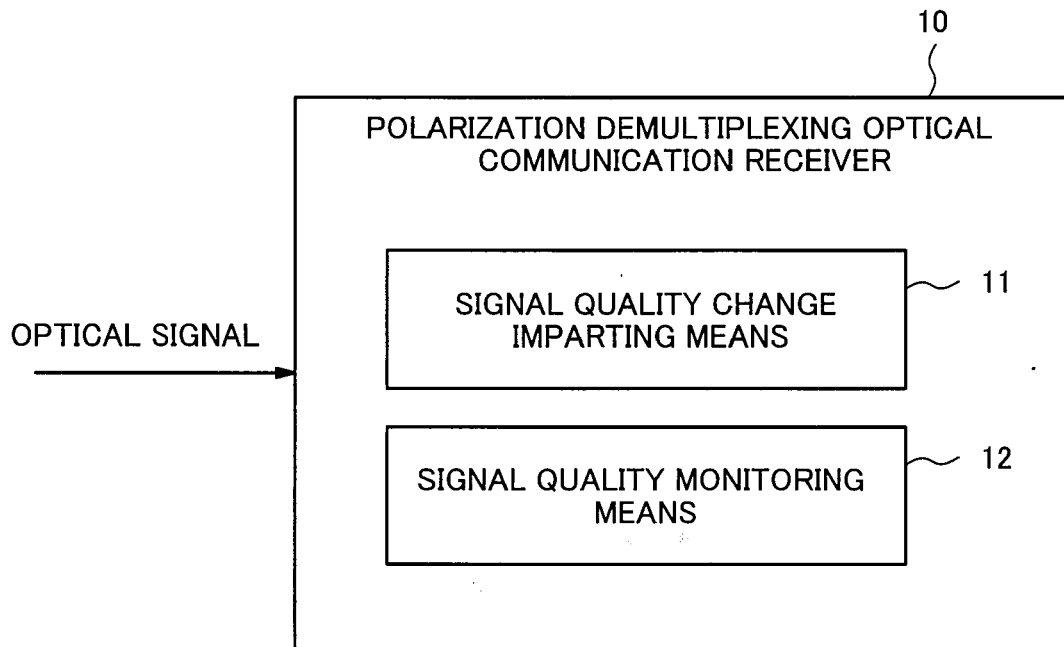 10
POLARIZATION DEMULTIPLEXING OPTICAL
COMMUNICATION RECEIVER
11
SIGNAL QUALITY CHANGE
IMPARTING MEANS
OPTICAL SIGNAL
12
SIGNAL QUALITY MONITORING
MEANS